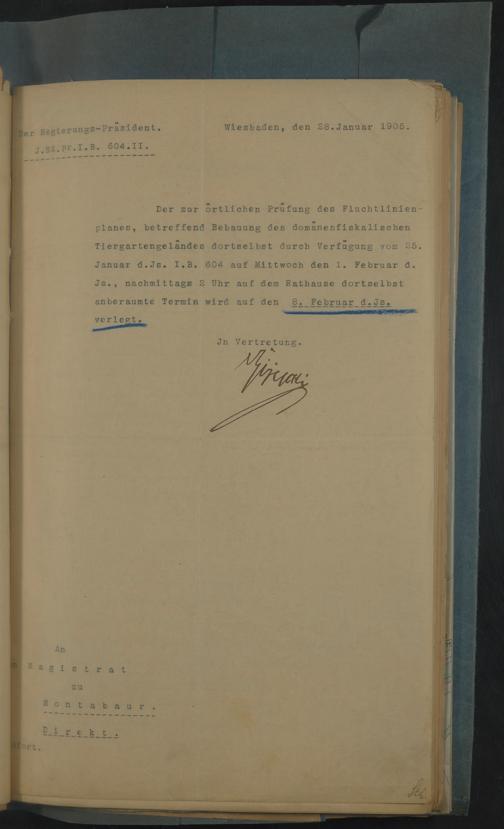 Der Regierungs-Präsident.
Wiesbaden, den 28.Januar 1905.
J.N4.Pr.I.B. 604.II.
Der zur örtlichen Prüfung des Fluchtlinien-
planes, betreffend Bebauung des domänenfiskalischen
Tiergartengeländes dortselbst durch Verfügung vom 25.
Januar d.Js. I.B. 604 auf Mittwoch den 1. Februar d.
Js., nachmittags 2 Uhr auf dem Rathause dortselbst
anberaumte Termin wird auf den 8. Februar d.Js.
verlegt.
Jn Vertretung.
An
n Magistrat
zu
Montabaur.
Direkt.